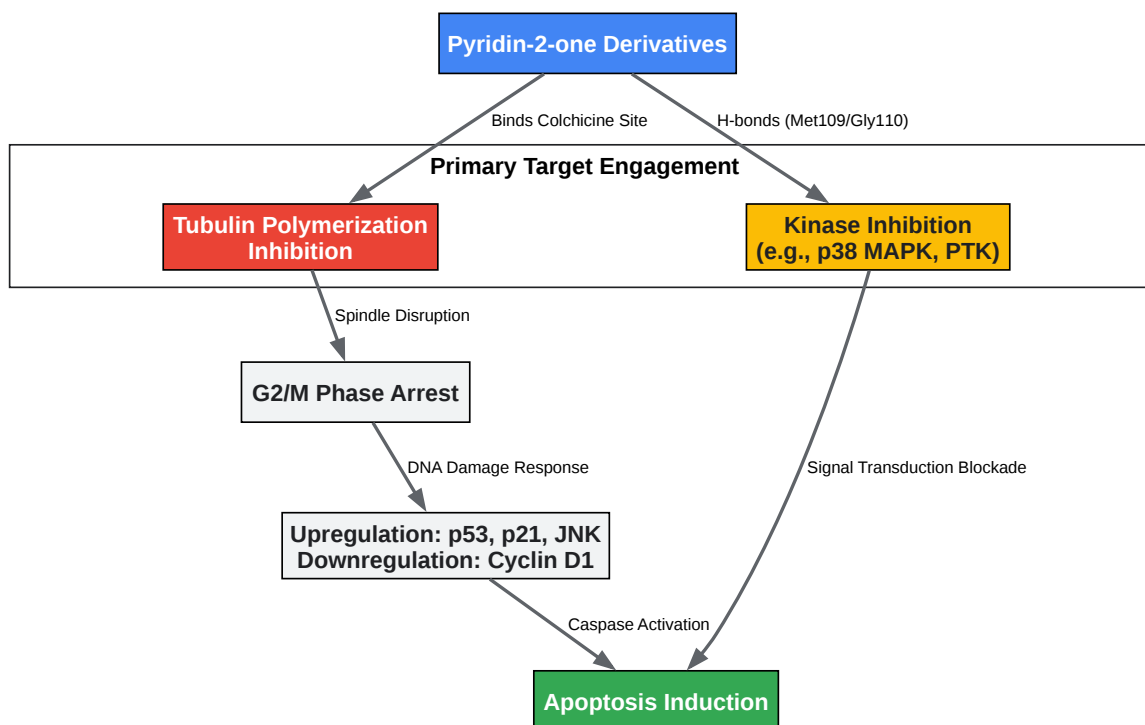 Pyridin-2-one Derivatives
Binds Colchicine Site
H-bonds (Met109/Gly110)
Primary Target Engagement
Tubulin Polymerization
Inhibition
Kinase Inhibition
(e.g., p38 MAPK, PTK)
Spindle Disruption
G2/M Phase Arrest
DNA Damage Response
Signal Transduction Blockade
Upregulation: p53, p21, JNK
Downregulation: Cyclin D1
Caspase Activation
Apoptosis Induction